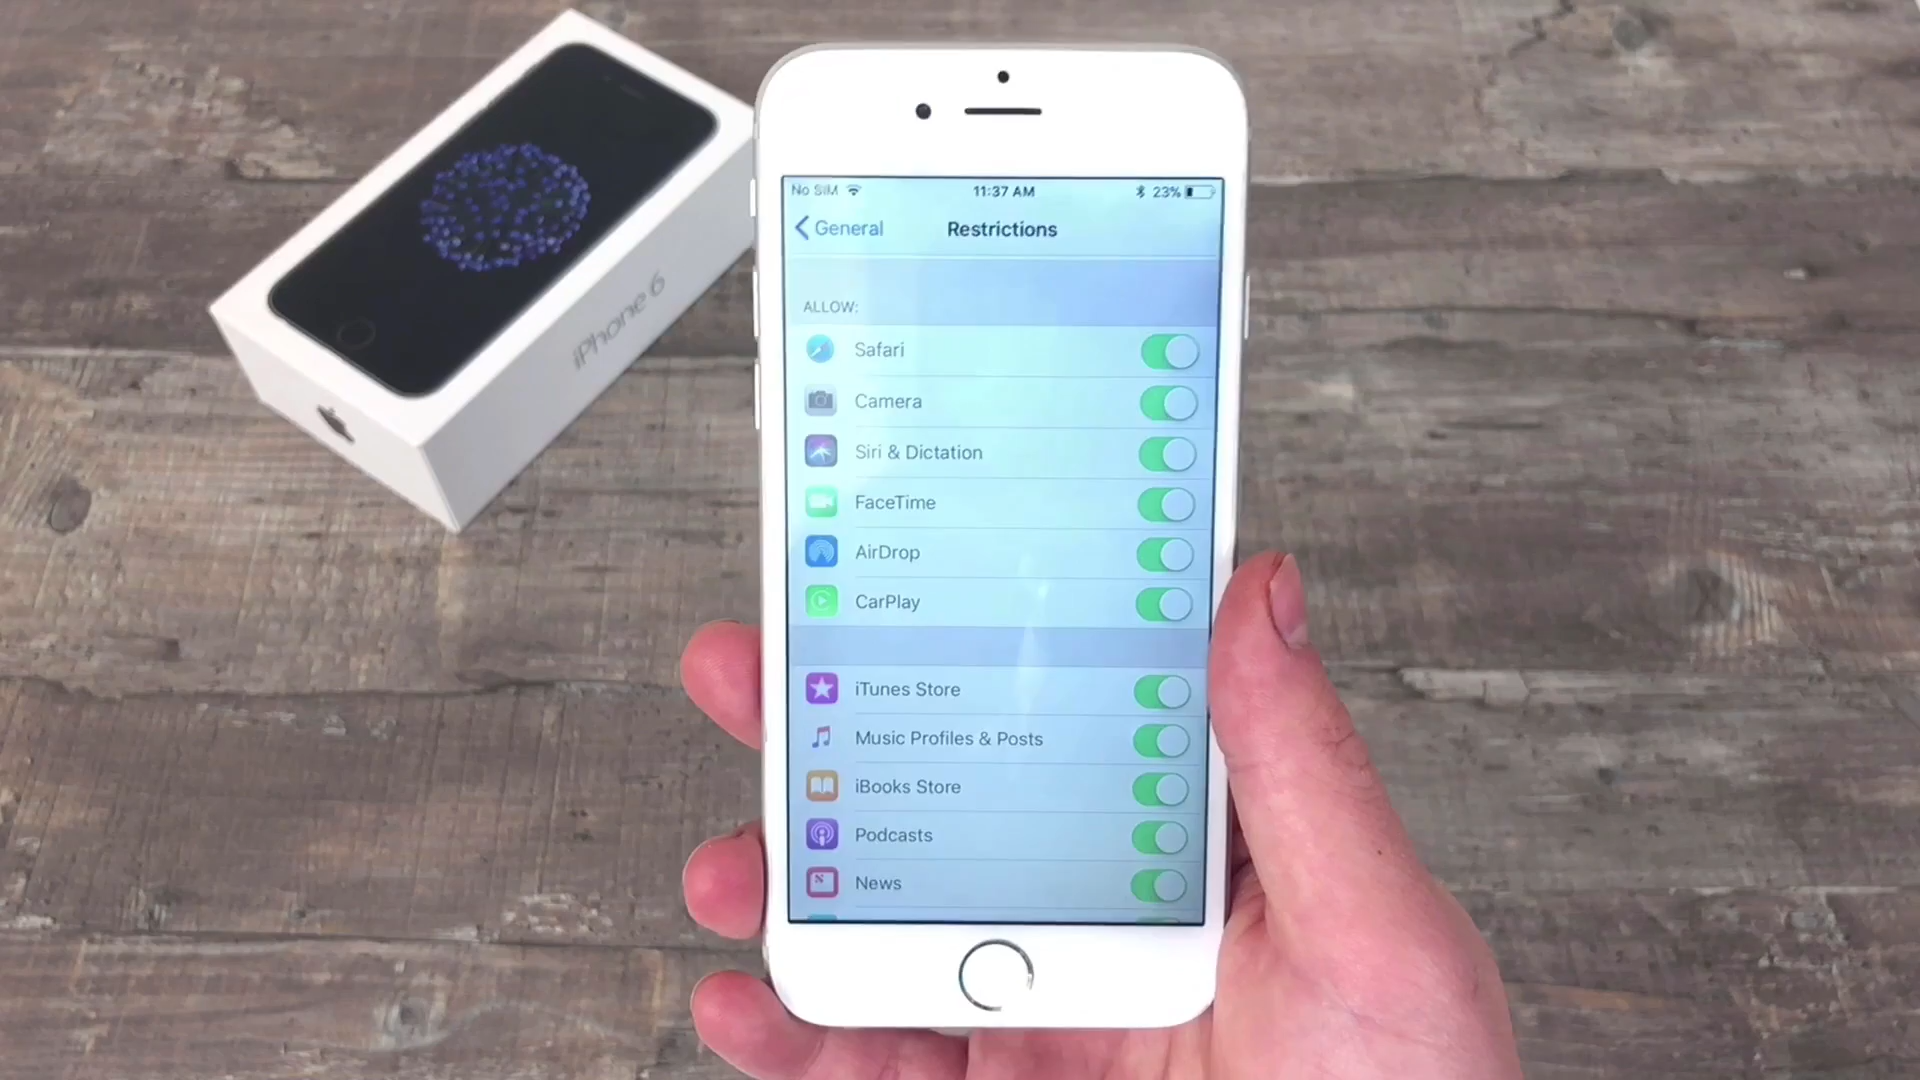 iPhone 6
No SIM 11:37 AM 23%
General Restrictions
ALLOW:
Safari
Camera
Siri & Dictation
FaceTime
AirDrop
CarPlay
iTunes Store
Music Profiles & Posts
iBooks Store
Podcasts
News